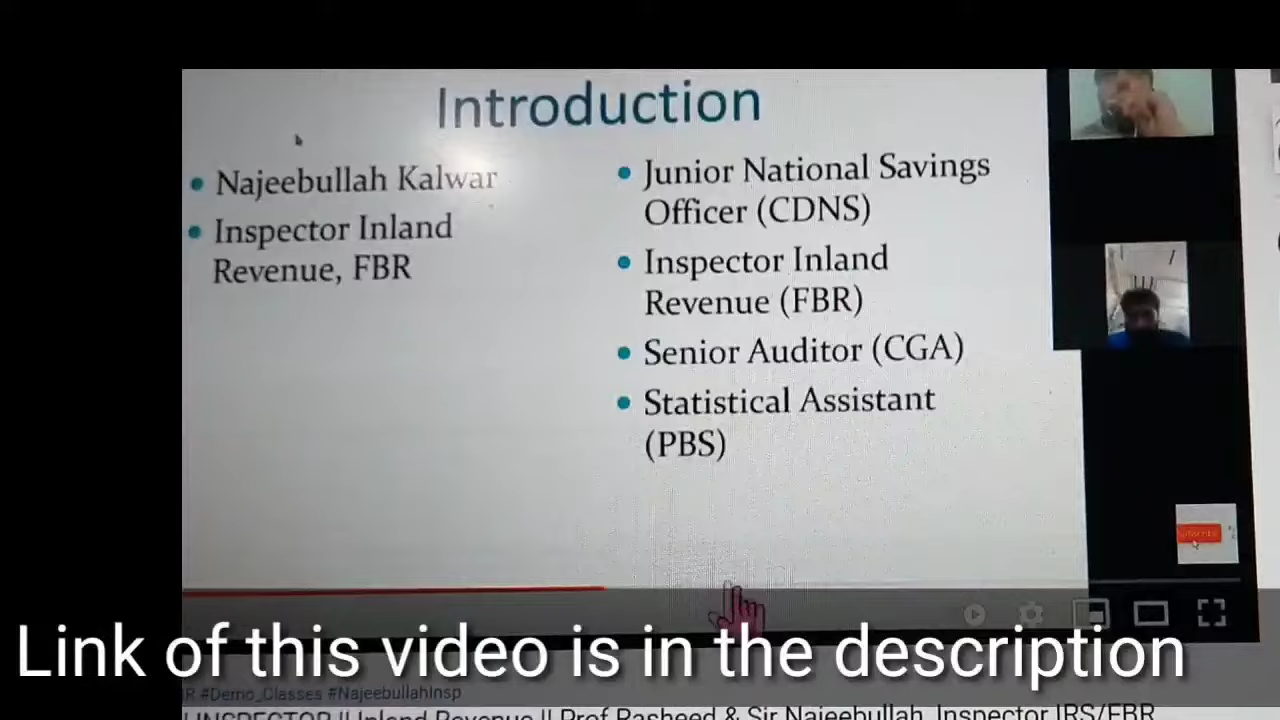 Introduction
Najeebullah Kalwar
Inspector Inland
Revenue, FBR
Junior National Savings
Officer (CDNS)
Inspector Inland
Revenue (FBR)
Senior Auditor (CGA)
Statistical Assistant
(PBS)
Link of this video is in the description
R #Demo_Classes #NajeebullahInsp
INSPECTOR || Inland Revenue || Prof Rasheed & Sir Najeebullah, Inspector IRS/FBR